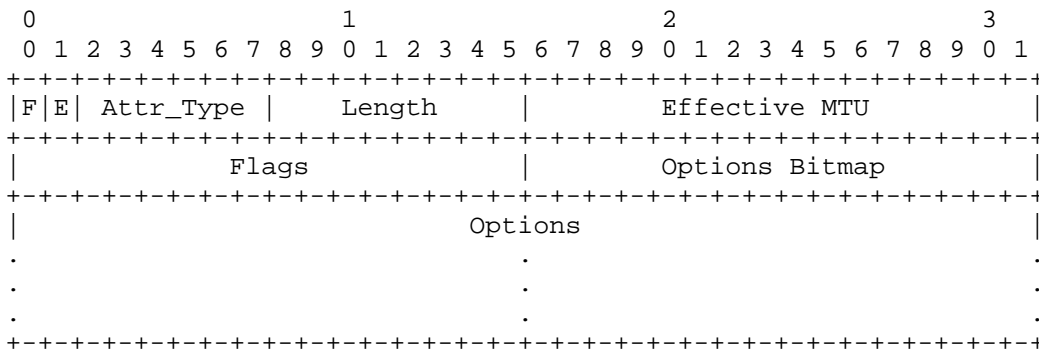 0                   1                   2                   3
 0 1 2 3 4 5 6 7 8 9 0 1 2 3 4 5 6 7 8 9 0 1 2 3 4 5 6 7 8 9 0 1
+-+-+-+-+-+-+-+-+-+-+-+-+-+-+-+-+-+-+-+-+-+-+-+-+-+-+-+-+-+-+-+-+
|F|E| Attr_Type |    Length     |        Effective MTU          |
+-+-+-+-+-+-+-+-+-+-+-+-+-+-+-+-+-+-+-+-+-+-+-+-+-+-+-+-+-+-+-+-+
|            Flags              |        Options Bitmap         |
+-+-+-+-+-+-+-+-+-+-+-+-+-+-+-+-+-+-+-+-+-+-+-+-+-+-+-+-+-+-+-+-+
|                           Options                             |
.                               .                               .
.                               .                               .
.                               .                               .
+-+-+-+-+-+-+-+-+-+-+-+-+-+-+-+-+-+-+-+-+-+-+-+-+-+-+-+-+-+-+-+-+